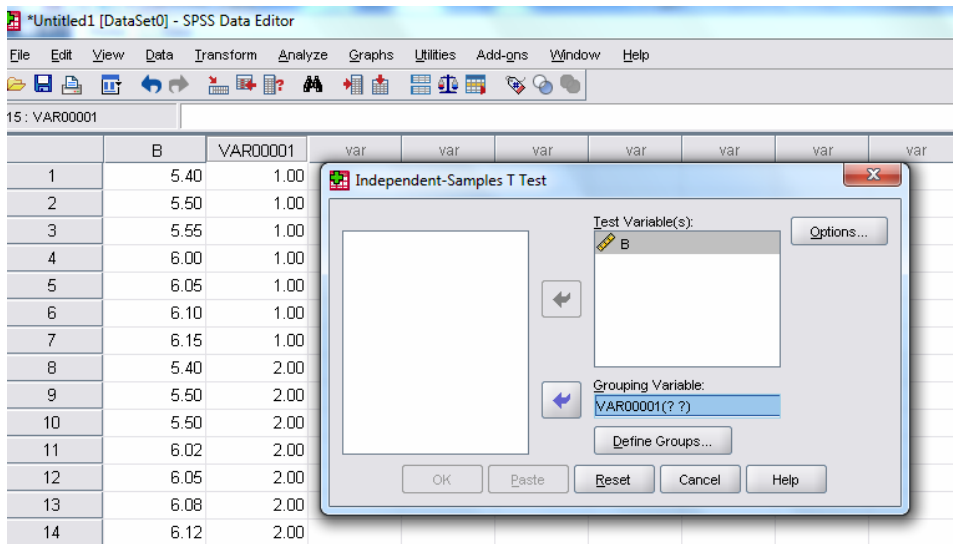 *Untitled1 [DataSet0] - SPSS Data Editor
File Edit View Data Transform Analyze Graphs Utilities Add-ons Window Help
15 : VAR00001
B VAR00001 var var var var var var var
1 5.40 1.00
2 5.50 1.00
3 5.55 1.00
4 6.00 1.00
5 6.05 1.00
6 6.10 1.00
7 6.15 1.00
8 5.40 2.00
9 5.50 2.00
10 5.50 2.00
11 6.02 2.00
12 6.05 2.00
13 6.08 2.00
14 6.12 2.00
Independent-Samples T Test
Test Variable(s):
B
Options...
Grouping Variable:
VAR00001(? ?)
Define Groups...
OK Paste Reset Cancel Help